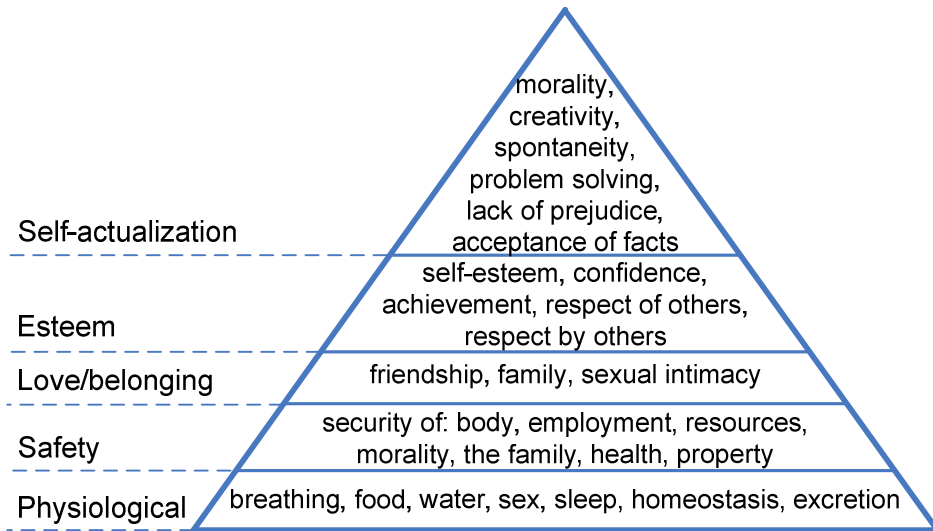 morality,
creativity,
spontaneity,
problem solving,
lack of prejudice,
acceptance of facts
Self-actualization
self-esteem, confidence,
achievement, respect of others,
respect by others
Esteem
friendship, family, sexual intimacy
Love/belonging
security of: body, employment, resources,
morality, the family, health, property
Safety
breathing, food, water, sex, sleep, homeostasis, excretion
Physiological